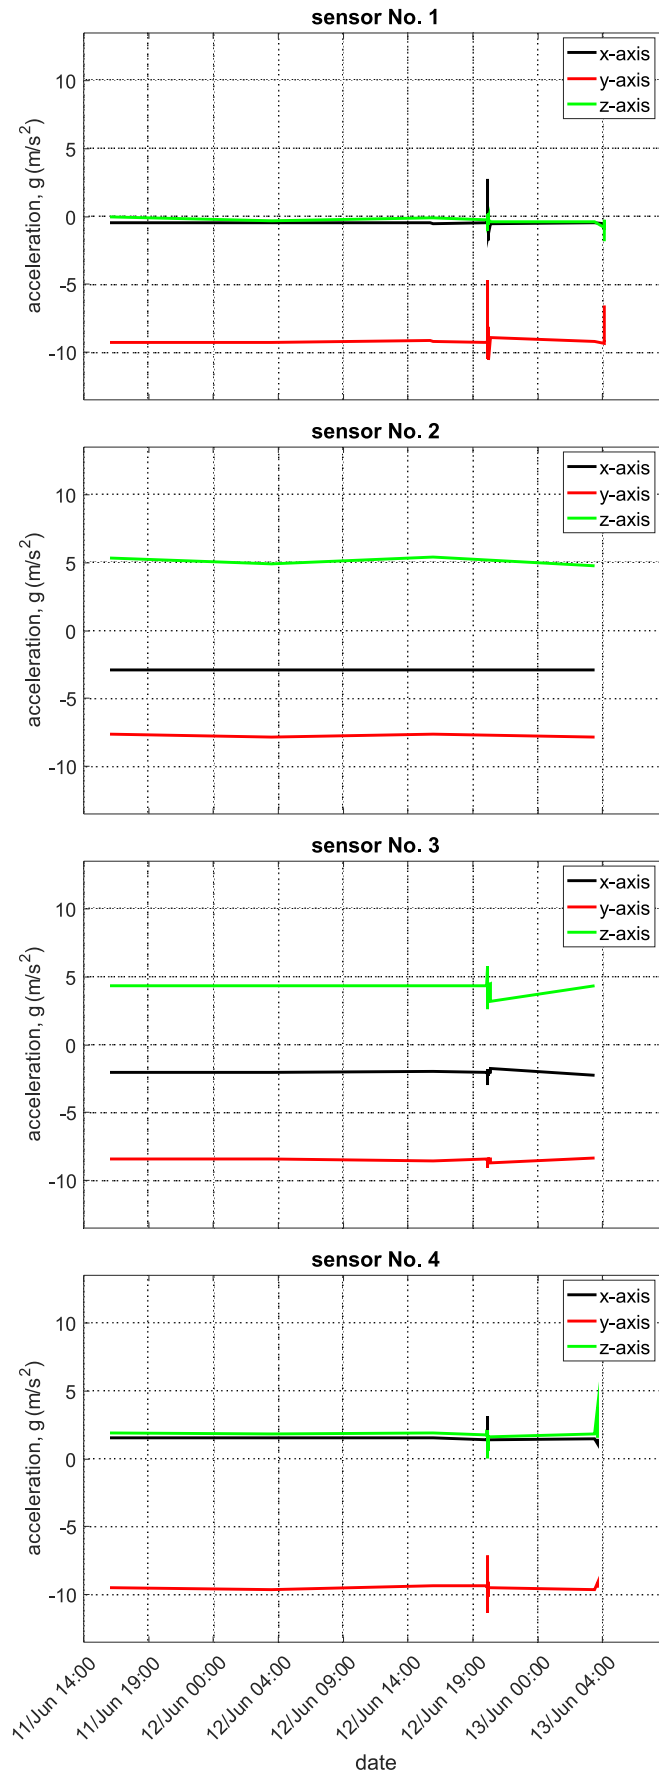 sensor No. 1
x-axis
y-axis
z-axis
10
5
0
-5
-10
acceleration, g (m/s²)
sensor No. 2
x-axis
y-axis
z-axis
10
5
0
-5
-10
acceleration, g (m/s²)
sensor No. 3
x-axis
y-axis
z-axis
10
5
0
-5
-10
acceleration, g (m/s²)
sensor No. 4
x-axis
y-axis
z-axis
10
5
0
-5
-10
acceleration, g (m/s²)
11/Jun 14:00
11/Jun 19:00
12/Jun 00:00
12/Jun 04:00
12/Jun 09:00
12/Jun 14:00
12/Jun 19:00
13/Jun 00:00
13/Jun 04:00
date